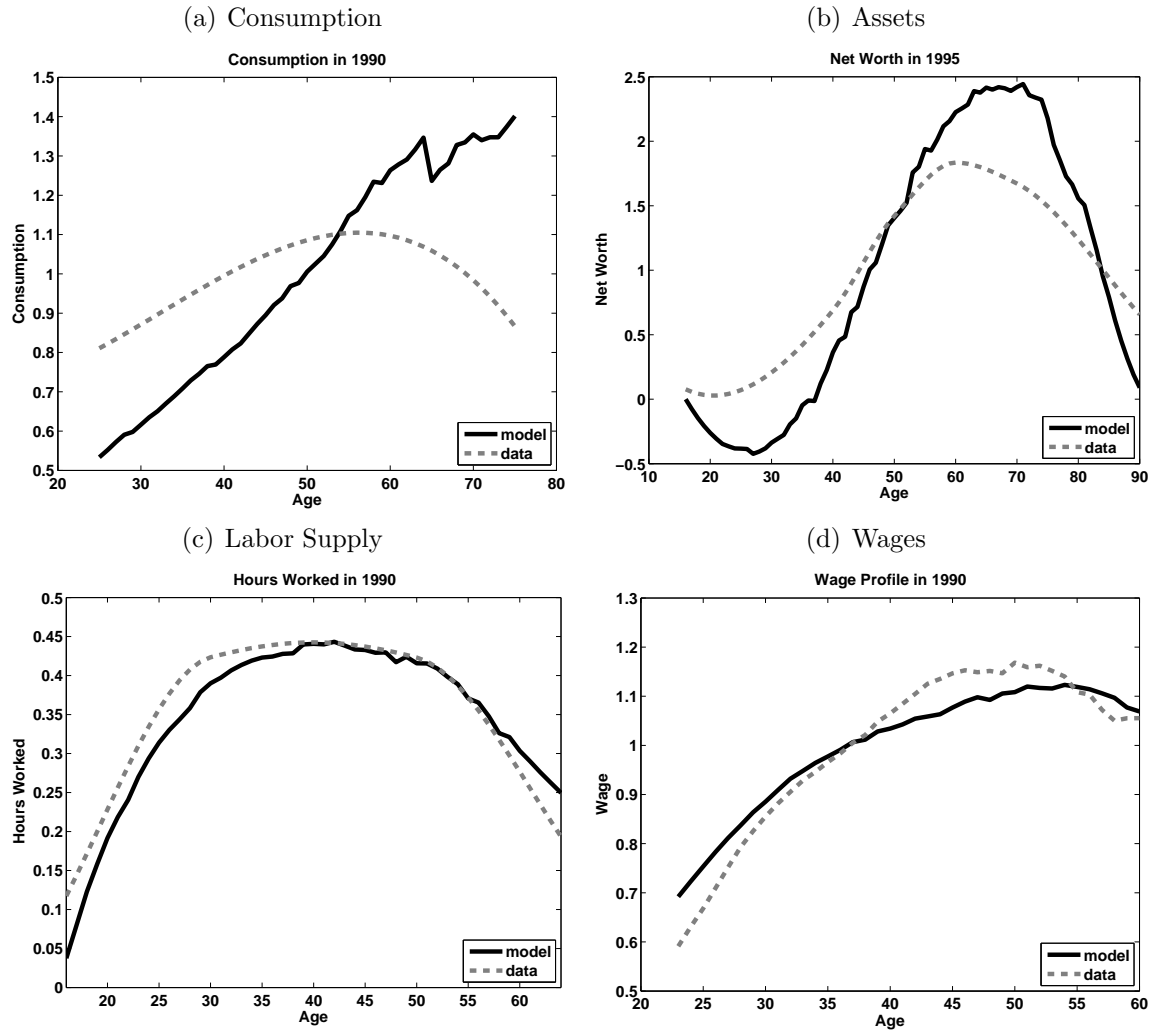 (a) Consumption
Consumption in 1990
1.5
1.4
1.3
1.2
1.1
1
0.9
0.8
0.7
0.6
0.5
Consumption
20 30 40 50 60 70 80
Age
model
data
(b) Assets
Net Worth in 1995
2.5
2
1.5
1
0.5
0
−0.5
Net Worth
10 20 30 40 50 60 70 80 90
Age
model
data
(c) Labor Supply
Hours Worked in 1990
0.5
0.45
0.4
0.35
0.3
0.25
0.2
0.15
0.1
0.05
0
Hours Worked
20 25 30 35 40 45 50 55 60
Age
model
data
(d) Wages
Wage Profile in 1990
1.3
1.2
1.1
1
0.9
0.8
0.7
0.6
0.5
Wage
20 25 30 35 40 45 50 55 60
Age
model
data